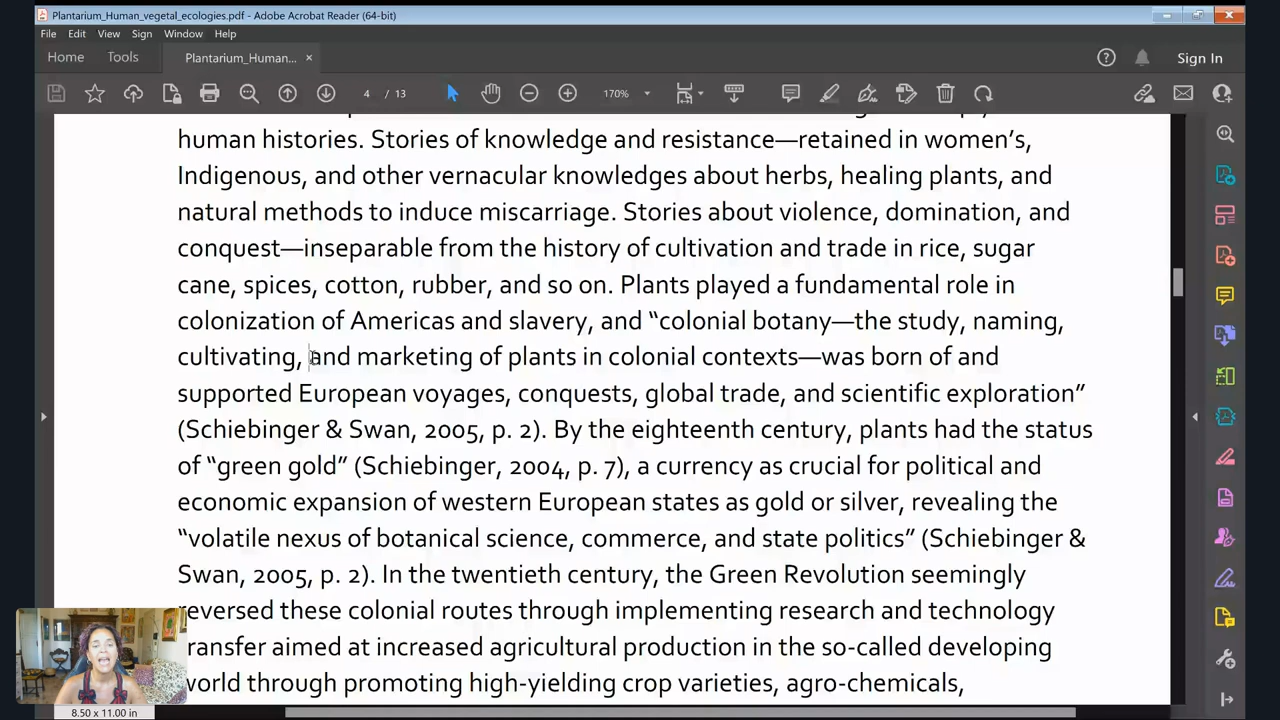 Plantarium_Human_vegetal_ecologies.pdf - Adobe Acrobat Reader (64-bit)
File Edit View Sign Window Help
Home Tools Plantarium_Human... × Sign In
4 / 13 170%
human histories. Stories of knowledge and resistance—retained in women’s,
Indigenous, and other vernacular knowledges about herbs, healing plants, and
natural methods to induce miscarriage. Stories about violence, domination, and
conquest—inseparable from the history of cultivation and trade in rice, sugar
cane, spices, cotton, rubber, and so on. Plants played a fundamental role in
colonization of Americas and slavery, and “colonial botany—the study, naming,
cultivating, and marketing of plants in colonial contexts—was born of and
supported European voyages, conquests, global trade, and scientific exploration”
(Schiebinger & Swan, 2005, p. 2). By the eighteenth century, plants had the status
of “green gold” (Schiebinger, 2004, p. 7), a currency as crucial for political and
economic expansion of western European states as gold or silver, revealing the
“volatile nexus of botanical science, commerce, and state politics” (Schiebinger &
Swan, 2005, p. 2). In the twentieth century, the Green Revolution seemingly
reversed these colonial routes through implementing research and technology
transfer aimed at increased agricultural production in the so-called developing
world through promoting high-yielding crop varieties, agro-chemicals,
8.50 x 11.00 in